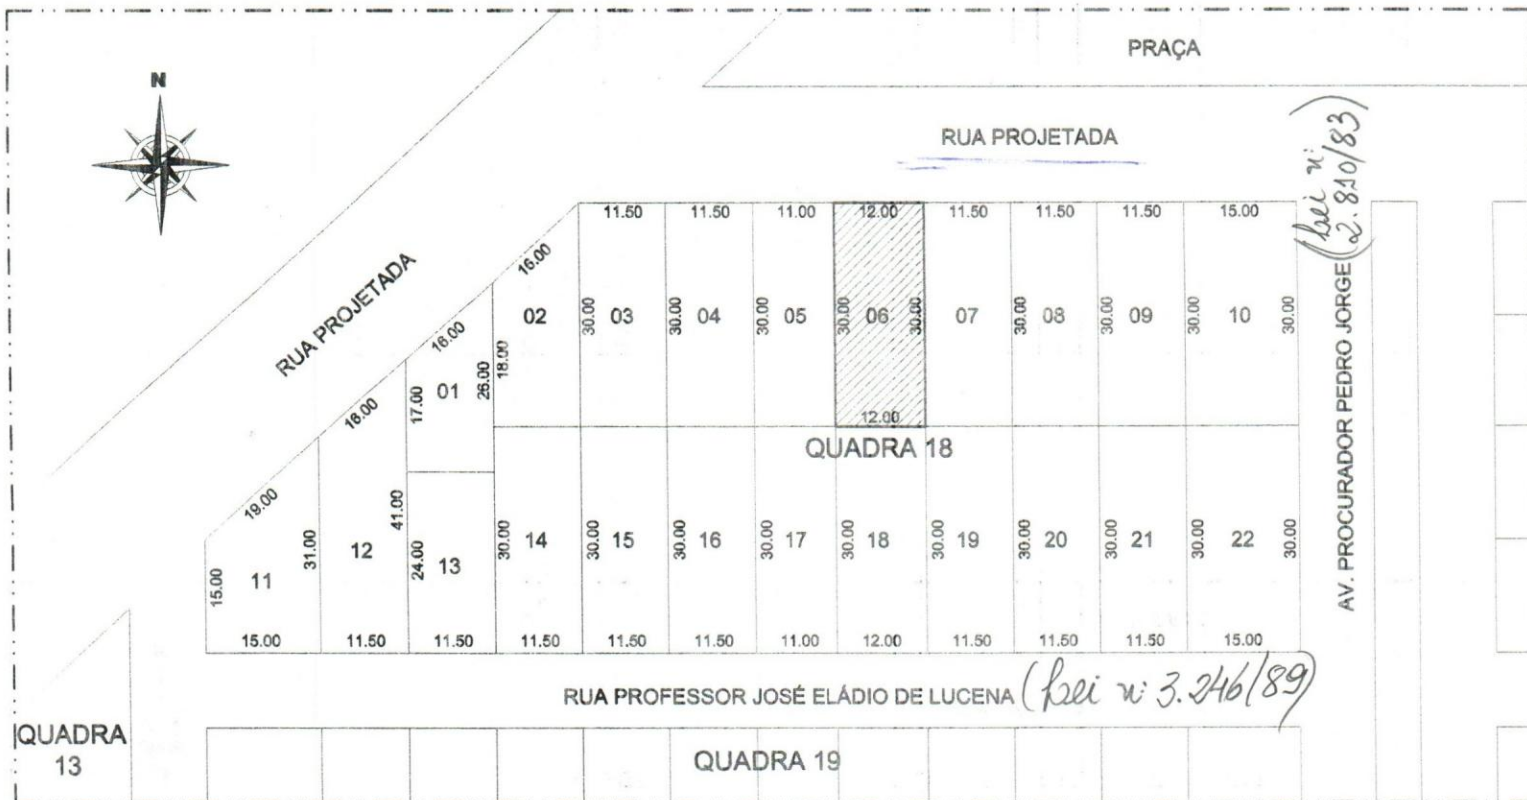 PRAÇA
N
RUA PROJETADA
(Lei n: 2.810/83)
11.50 11.50 11.00 12.00 11.50 11.50 11.50 15.00
16.00
RUA PROJETADA
02 30.00 03 30.00 04 30.00 05 30.00 06 30.00 07 30.00 08 30.00 09 30.00 10 30.00
16.00
18.00
26.00
01
17.00
16.00
12.00
AV. PROCURADOR PEDRO JORGE
QUADRA 18
19.00
41.00
31.00
12
24.00
13
30.00 14 30.00 15 30.00 16 30.00 17 30.00 18 30.00 19 30.00 20 30.00 21 30.00 22 30.00
15.00
11
15.00 11.50 11.50 11.50 11.50 11.50 11.00 12.00 11.50 11.50 11.50 15.00
RUA PROFESSOR JOSÉ ELÁDIO DE LUCENA (Lei n: 3.246/89)
QUADRA
13
QUADRA 19